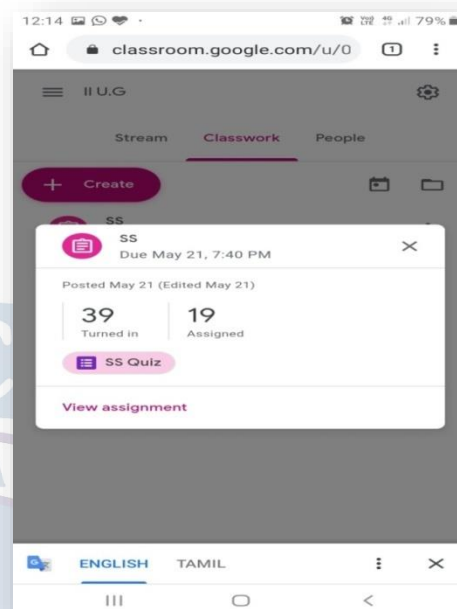 12:14
79%
classroom.google.com/u/0
1
II U.G
Stream Classwork People
+ Create
SS
SS
Due May 21, 7:40 PM
Posted May 21 (Edited May 21)
39 19
Turned in Assigned
SS Quiz
View assignment
ENGLISH TAMIL